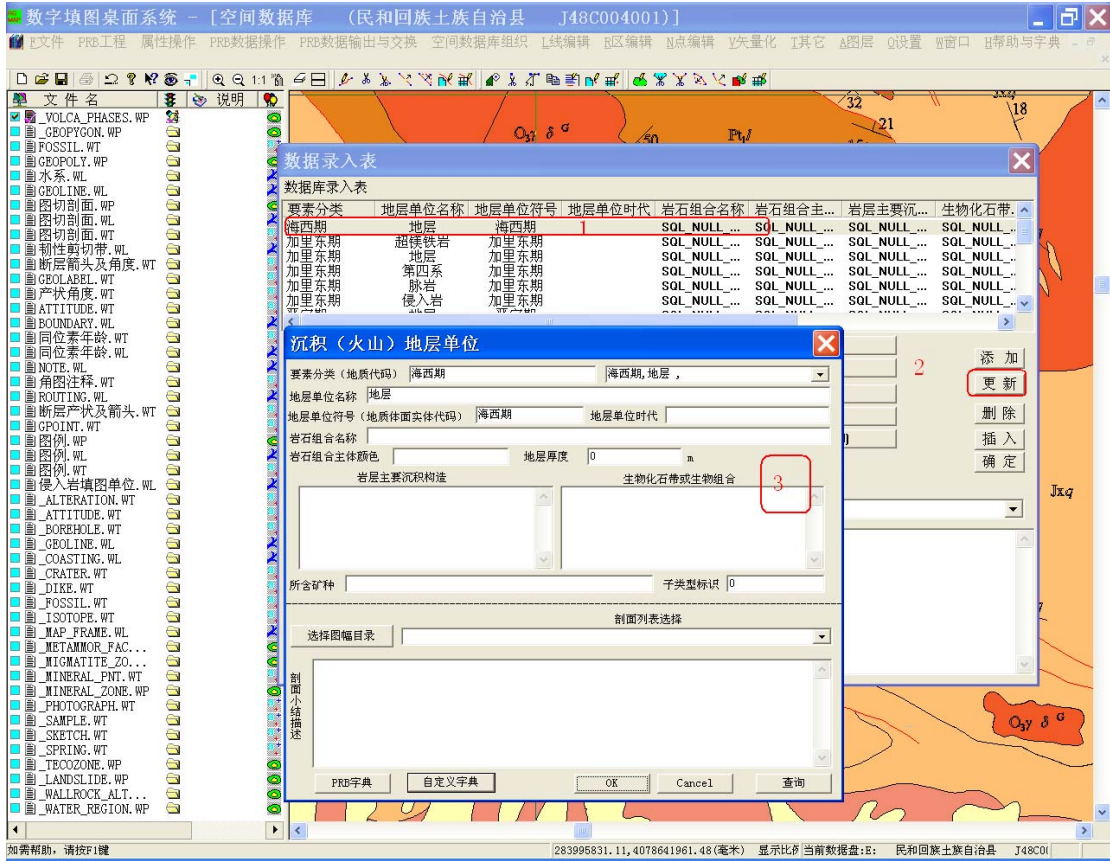 数字填图桌面系统 - [空间数据库 (民和回族土族自治县 J48C004001)]
F文件 PRB工程 属性操作 PRB数据操作 PRB数据输出与交换 空间数据库组织 L线编辑 R区编辑 N点编辑 V矢量化 I其它 A图层 O设置 W窗口 H帮助与字典
1:1
文件名 说明
_VOLCA_PHASES.WP
_GEOPYGON.WP
FOSSIL.WT
GEOPOLY.WP
水系.WL
GEOLINE.WL
图切剖面.WP
图切剖面.WL
图切剖面.WT
韧性剪切带.WL
断层箭头及角度.WT
GEOLABEL.WT
产状角度.WT
ATTITUDE.WT
BOUNDARY.WL
同位素年龄.WT
同位素年龄.WL
NOTE.WL
角图注释.WT
ROUTING.WL
断层产状及箭头.WT
GPOINT.WT
图例.WP
图例.WL
图例.WT
侵入岩填图单位.WL
_ALTERATION.WT
_ATTITUDE.WT
_BOREHOLE.WT
_GEOLINE.WL
_COASTING.WL
_CRATER.WT
_DIKE.WT
_FOSSIL.WT
_ISOTOPE.WT
_MAP_FRAME.WL
_METAMMOR_FAC...
_MIGMATITE_ZO...
_MINERAL_PNT.WT
_MINERAL_ZONE.WP
_PHOTOGRAPH.WT
_SAMPLE.WT
_SKETCH.WT
_SPRING.WT
_TECOZONE.WP
_LANDSLIDE.WP
_WALLROCK_ALT...
_WATER_REGION.WP
32
18
21
O₃γ δ G
50
Pt₁l
数据录入表
数据库录入表
要素分类 地层单位名称 地层单位符号 地层单位时代 岩石组合名称 岩石组合主... 岩层主要沉... 生物化石带.
海西期 地层 海西期 1 SQL_NULL_... SQL_NULL_... SQL_NULL_... SQL_NULL_..
加里东期 超镁铁岩 加里东期 SQL_NULL_... SQL_NULL_... SQL_NULL_... SQL_NULL_..
加里东期 地层 加里东期 SQL_NULL_... SQL_NULL_... SQL_NULL_... SQL_NULL_..
加里东期 第四系 加里东期 SQL_NULL_... SQL_NULL_... SQL_NULL_... SQL_NULL_..
加里东期 脉岩 加里东期 SQL_NULL_... SQL_NULL_... SQL_NULL_... SQL_NULL_..
加里东期 侵入岩 加里东期 SQL_NULL_... SQL_NULL_... SQL_NULL_... SQL_NULL_..
2
添 加
更 新
删 除
插 入
确 定
沉积（火山）地层单位
要素分类（地质代码） 海西期 海西期,地层 ,
地层单位名称 地层
地层单位符号（地质体面实体代码） 海西期 地层单位时代
岩石组合名称
岩石组合主体颜色 地层厚度 0 m
岩层主要沉积构造 生物化石带或生物组合
3
所含矿种 子类型标识 0
剖面列表选择
选择图幅目录
剖面小结描述
PRB字典 自定义字典 OK Cancel 查询
Jxq
O₃γ δ G
如需帮助，请按F1键 283995831.11,4078641961.48(毫米) 显示比例 当前数据盘:E: 民和回族土族自治县 J48C0